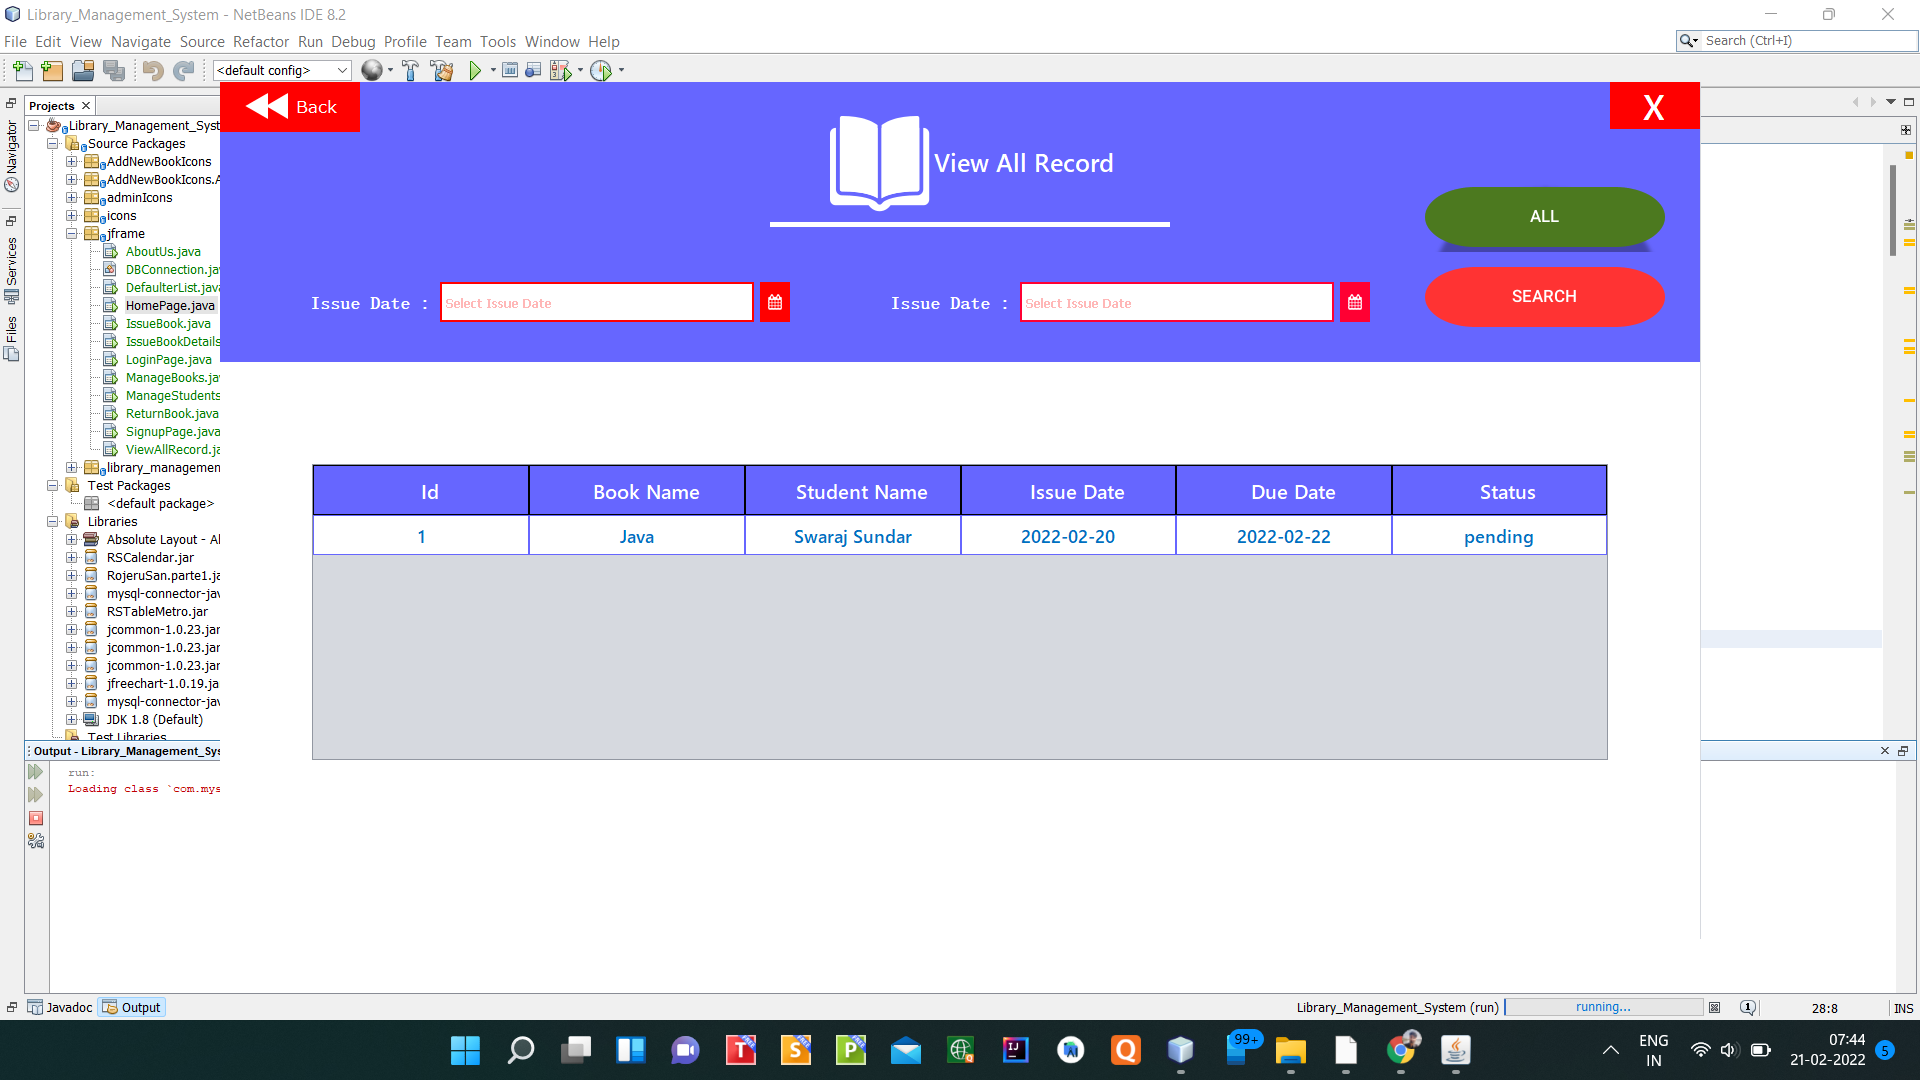 Library_Management_System - NetBeans IDE 8.2
File Edit View Navigate Source Refactor Run Debug Profile Team Tools Window Help
Search (Ctrl+I)
<default config>
Projects
Navigator
Services
Files
Library_Management_Syst
Source Packages
AddNewBookIcons
AddNewBookIcons.A
adminIcons
icons
jframe
AboutUs.java
DBConnection.jav
DefaulterList.java
HomePage.java
IssueBook.java
IssueBookDetails
LoginPage.java
ManageBooks.jav
ManageStudents
ReturnBook.java
SignupPage.java
ViewAllRecord.ja
library_managemen
Test Packages
<default package>
Libraries
Absolute Layout - Al
RSCalendar.jar
RojeruSan.parte1.ja
mysql-connector-jav
RSTableMetro.jar
jcommon-1.0.23.jar
jcommon-1.0.23.jar
jcommon-1.0.23.jar
jfreechart-1.0.19.ja
mysql-connector-jav
JDK 1.8 (Default)
Test Libraries
Back
X
View All Record
ALL
Issue Date : Select Issue Date
Issue Date : Select Issue Date
SEARCH
Id Book Name Student Name Issue Date Due Date Status
1 Java Swaraj Sundar 2022-02-20 2022-02-22 pending
Output - Library_Management_Sys
run:
Loading class `com.mys
Javadoc Output
Library_Management_System (run) running... 1 28:8 INS
T S P IJ Q 99+
ENG
IN
07:44
21-02-2022
5